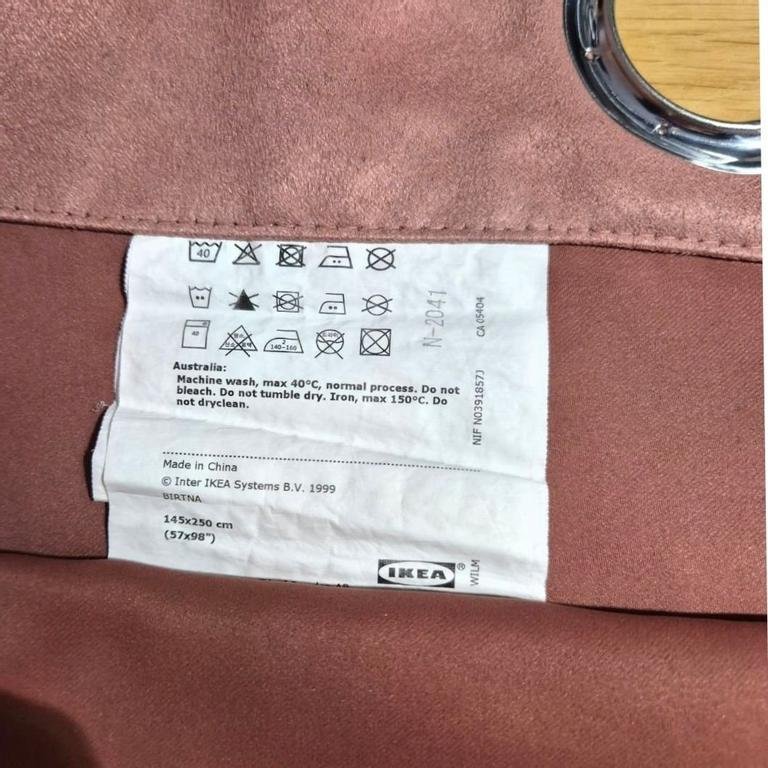 40
40
2
140-160
N-2041
CA 05404
NIF N0391857J
Australia:
Machine wash, max 40°C, normal process. Do not
bleach. Do not tumble dry. Iron, max 150°C. Do
not dryclean.
Made in China
© Inter IKEA Systems B.V. 1999
BIRTNA
145x250 cm
(57x98")
IKEA®
WILM